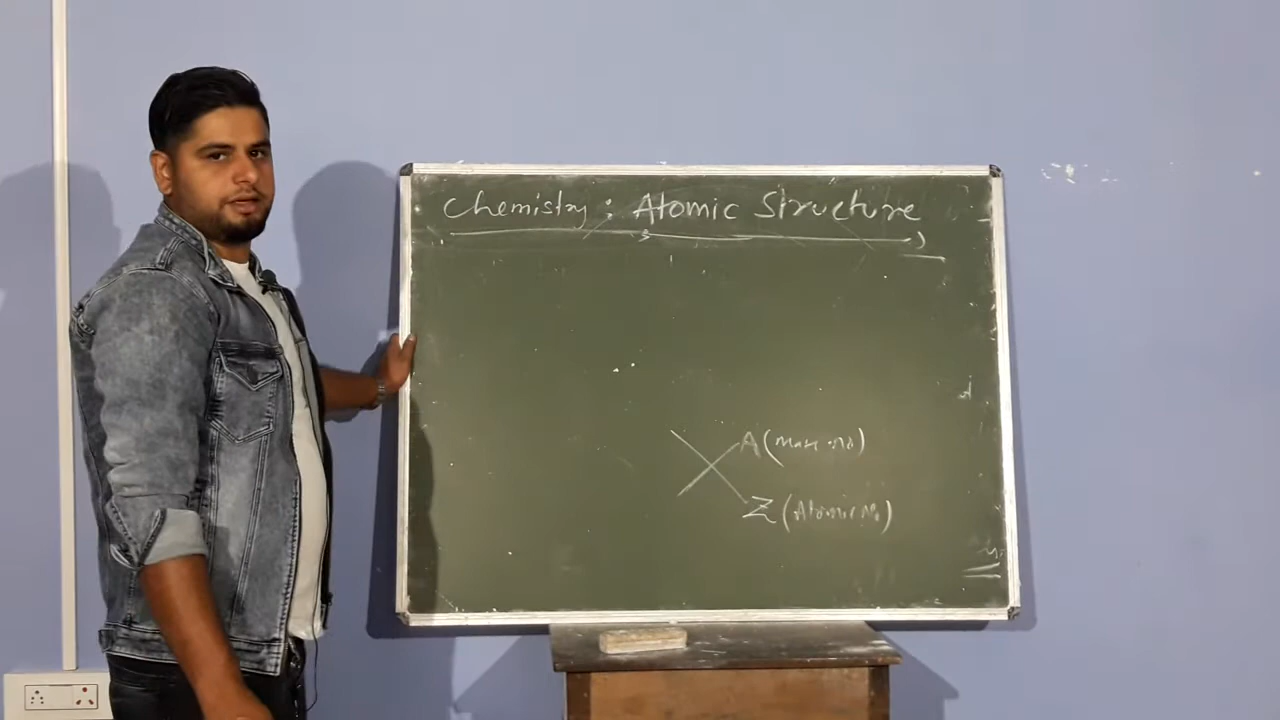 Chemistry : Atomic Structure
X A (Mass .no)
Z (Atomic No)